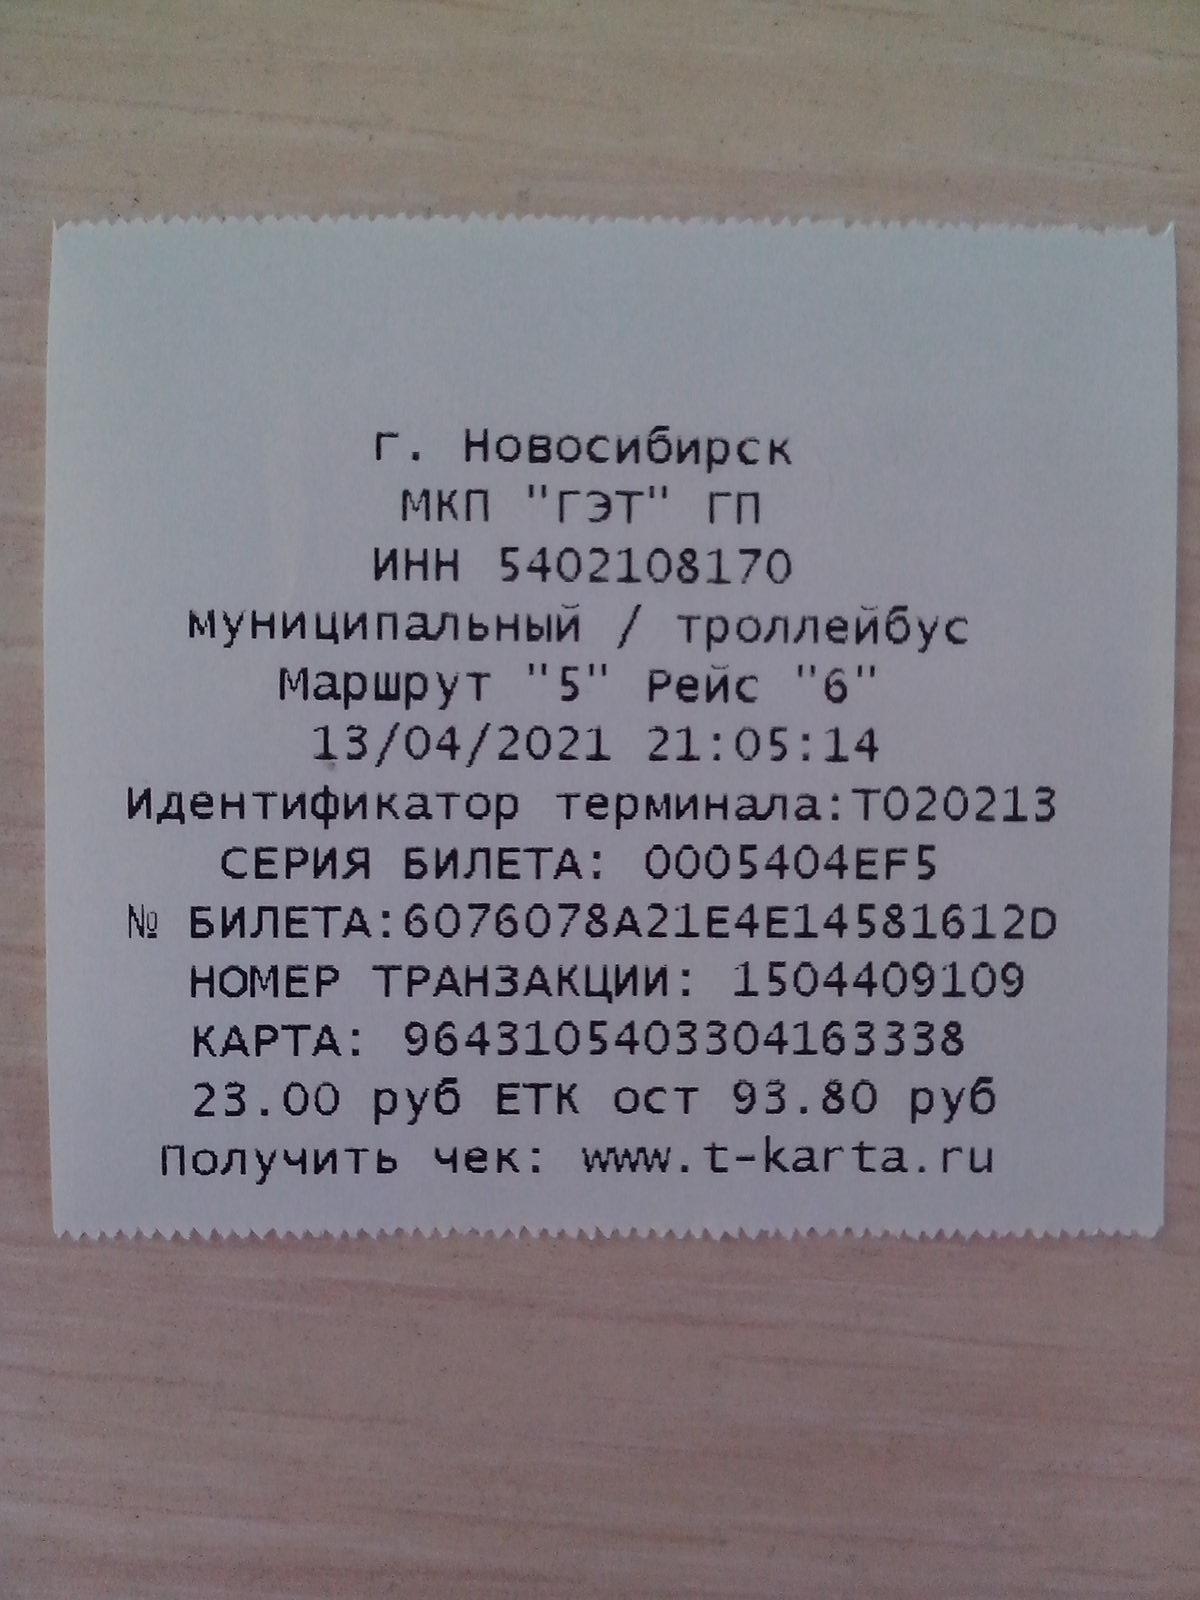 г. Новосибирск
МКП "ГЭТ" ГП
ИНН 5402108170
муниципальный / троллейбус
Маршрут "5" Рейс "6"
13/04/2021 21:05:14
Идентификатор терминала:Т020213
СЕРИЯ БИЛЕТА: 0005404EF5
№ БИЛЕТА:6076078A21E4E14581612D
НОМЕР ТРАНЗАКЦИИ: 1504409109
КАРТА: 9643105403304163338
23.00 руб ЕТК ост 93.80 руб
Получить чек: www.t-karta.ru